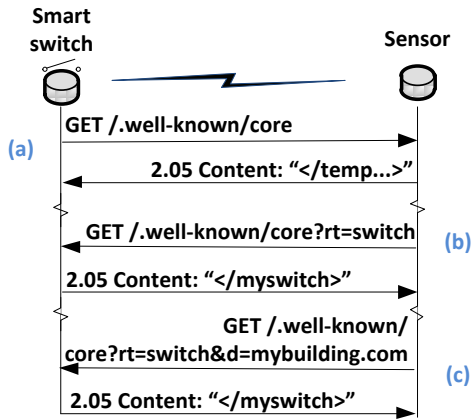 Smart
switch
Sensor
GET /.well-known/core
(a)
2.05 Content: “</temp...>”
GET /.well-known/core?rt=switch
(b)
2.05 Content: “</myswitch>”
GET /.well-known/
core?rt=switch&d=mybuilding.com
(c)
2.05 Content: “</myswitch>”